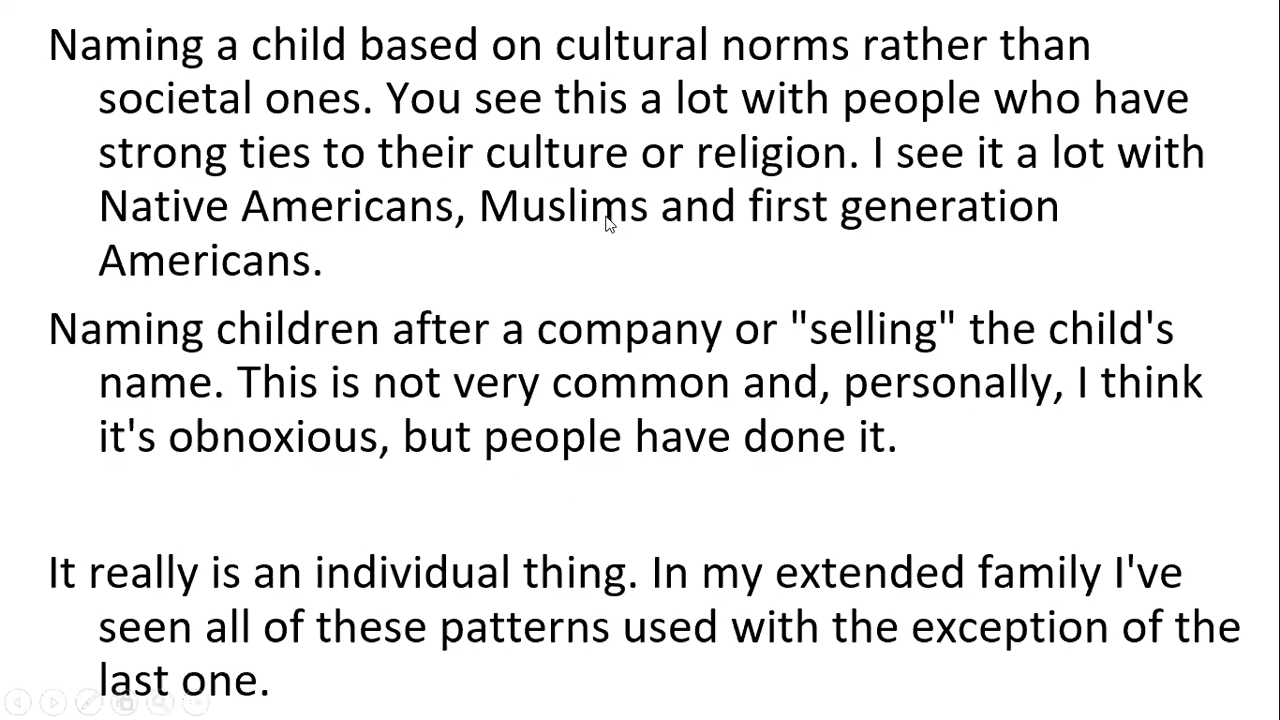 Naming a child based on cultural norms rather than
societal ones. You see this a lot with people who have
strong ties to their culture or religion. I see it a lot with
Native Americans, Muslims and first generation
Americans.
Naming children after a company or "selling" the child's
name. This is not very common and, personally, I think
it's obnoxious, but people have done it.
It really is an individual thing. In my extended family I've
seen all of these patterns used with the exception of the
last one.